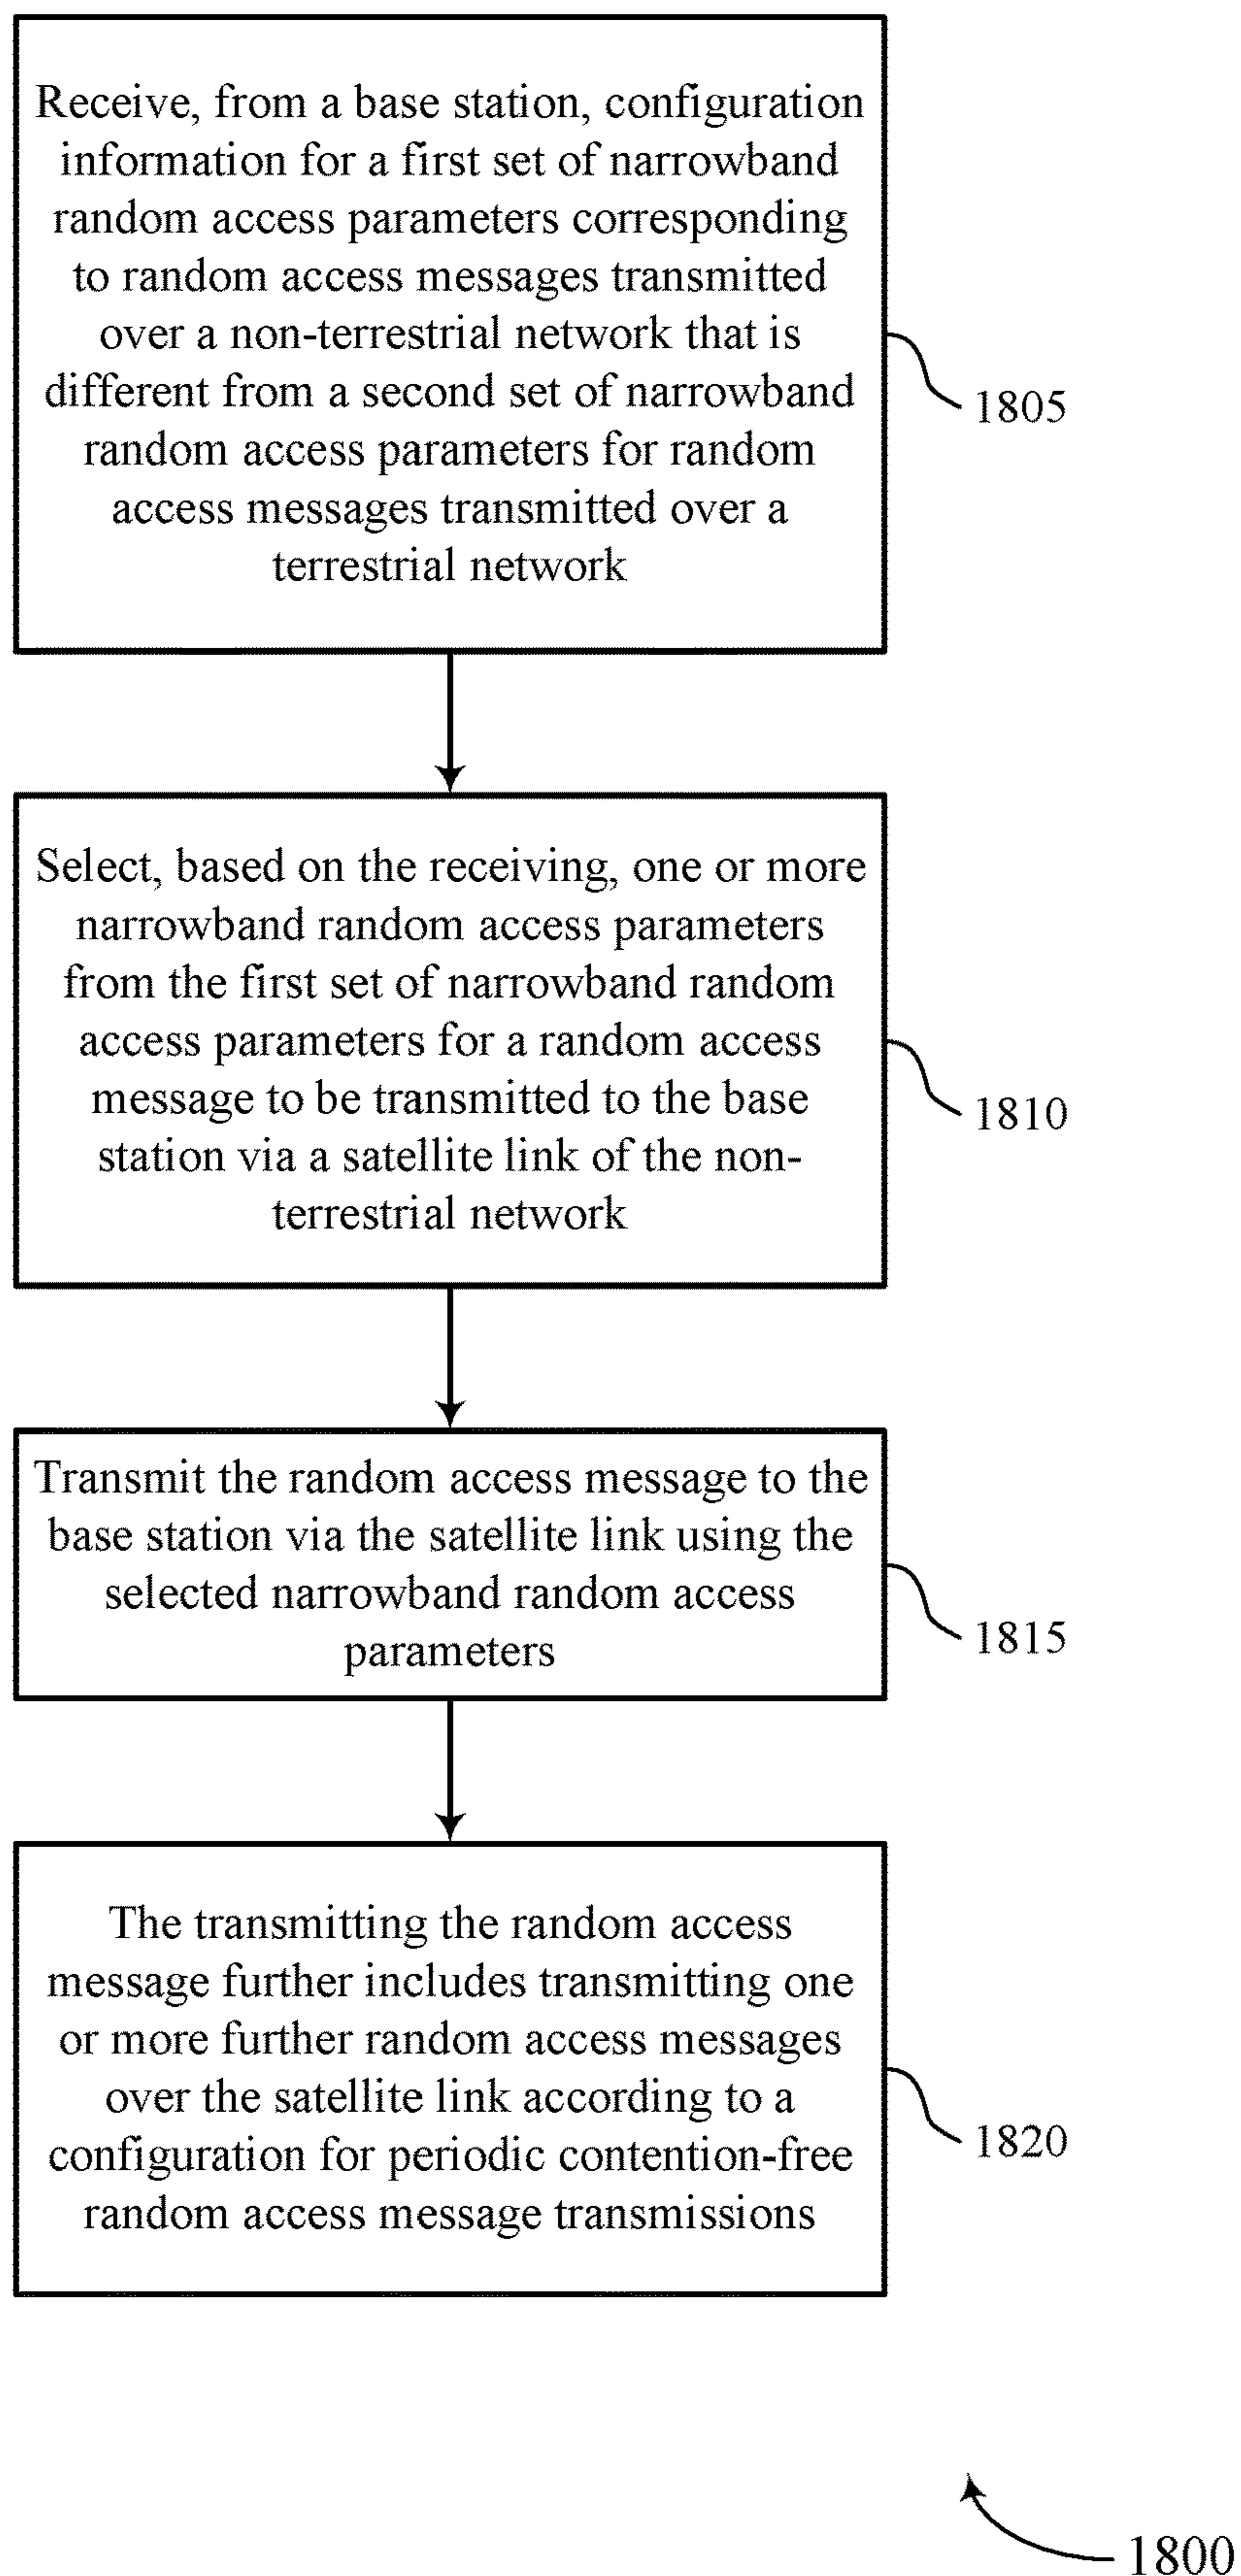 Receive, from a base station, configuration
information for a first set of narrowband
random access parameters corresponding
to random access messages transmitted
over a non-terrestrial network that is
different from a second set of narrowband
random access parameters for random
access messages transmitted over a
terrestrial network
1805
Select, based on the receiving, one or more
narrowband random access parameters
from the first set of narrowband random
access parameters for a random access
message to be transmitted to the base
station via a satellite link of the non-
terrestrial network
1810
Transmit the random access message to the
base station via the satellite link using the
selected narrowband random access
parameters
1815
The transmitting the random access
message further includes transmitting one
or more further random access messages
over the satellite link according to a
configuration for periodic contention-free
random access message transmissions
1820
1800